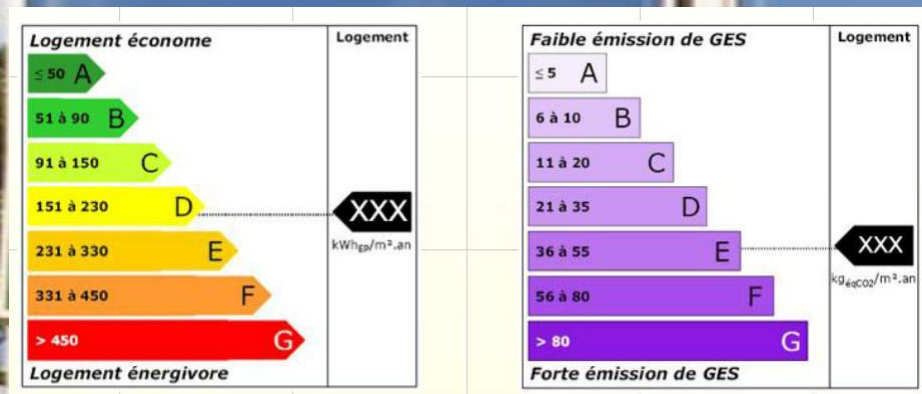 Logement économe
Logement
≤ 50 A
51 à 90 B
91 à 150 C
151 à 230 D
XXX
kWhEP/m².an
231 à 330 E
331 à 450 F
> 450 G
Logement énergivore
Faible émission de GES
Logement
≤ 5 A
6 à 10 B
11 à 20 C
21 à 35 D
36 à 55 E
XXX
kgéqCO2/m².an
56 à 80 F
> 80 G
Forte émission de GES